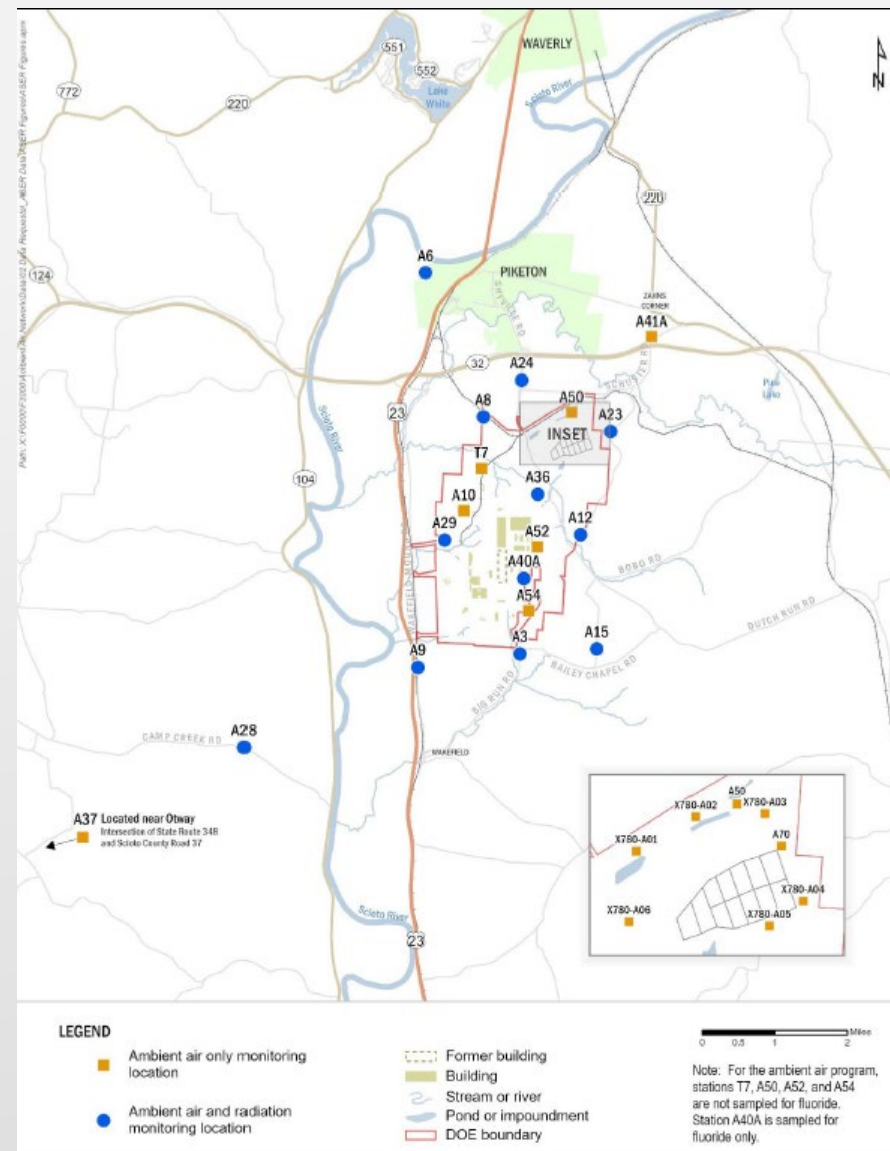 WAVERLY
551
552
772
220
Lake
White
Scioto River
220
A6
PIKETON
124
SHYVILLE RD
ZAHNS
CORNER
A41A
32
A24
SCHUSTER RD
23
A8
A50
A23
INSET
Scioto River
T7
A36
104
A10
A29
A52
A12
A40A
BOBO RD
A54
DUTCH RUN RD
A3
A15
A9
BAILEY CHAPEL RD
BIG RUN RD
A28
CAMP CREEK RD
WAKEFIELD
A37 Located near Otway
Intersection of State Route 348
and Scioto County Road 37
A50
X780-A02
X780-A03
X780-A01
A70
X780-A04
X780-A06
X780-A05
Scioto River
23
LEGEND
Ambient air only monitoring
location
Ambient air and radiation
monitoring location
Former building
Building
Stream or river
Pond or impoundment
DOE boundary
Miles
0 0.5 1 2
Note: For the ambient air program,
stations T7, A50, A52, and A54
are not sampled for fluoride.
Station A40A is sampled for
fluoride only.